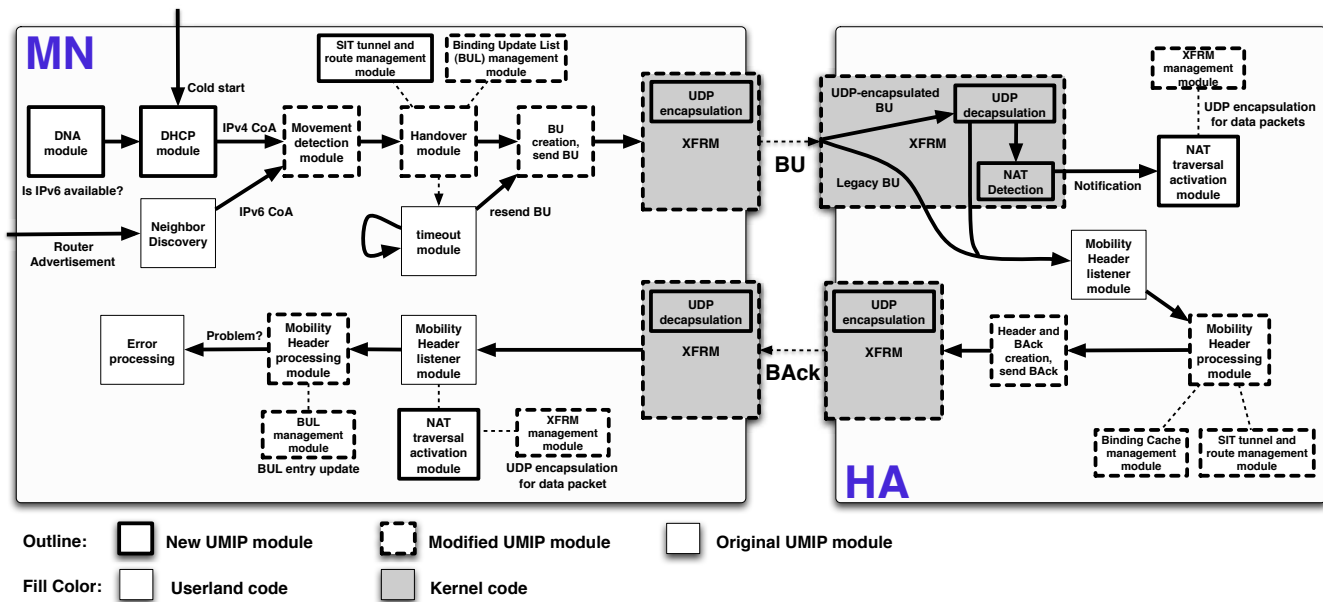 MN
Cold start
SIT tunnel and
route management
module
Binding Update List
(BUL) management
module
DNA
module
DHCP
module
IPv4 CoA
Movement
detection
module
Handover
module
BU
creation,
send BU
UDP
encapsulation
XFRM
Is IPv6 available?
Neighbor
Discovery
IPv6 CoA
Router
Advertisement
timeout
module
resend BU
BU
UDP-encapsulated
BU
UDP
decapsulation
XFRM
Legacy BU
NAT
Detection
Notification
XFRM
management
module
UDP encapsulation
for data packets
NAT
traversal
activation
module
Mobility
Header
listener
module
Error
processing
Problem?
Mobility
Header
processing
module
Mobility
Header
listener
module
UDP
decapsulation
XFRM
BAck
UDP
encapsulation
XFRM
Header and
BAck
creation,
send BAck
Mobility
Header
processing
module
BUL
management
module
BUL entry update
NAT
traversal
activation
module
XFRM
management
module
UDP encapsulation
for data packet
Binding Cache
management
module
SIT tunnel and
route management
module
HA
Outline:
New UMIP module
Modified UMIP module
Original UMIP module
Fill Color:
Userland code
Kernel code